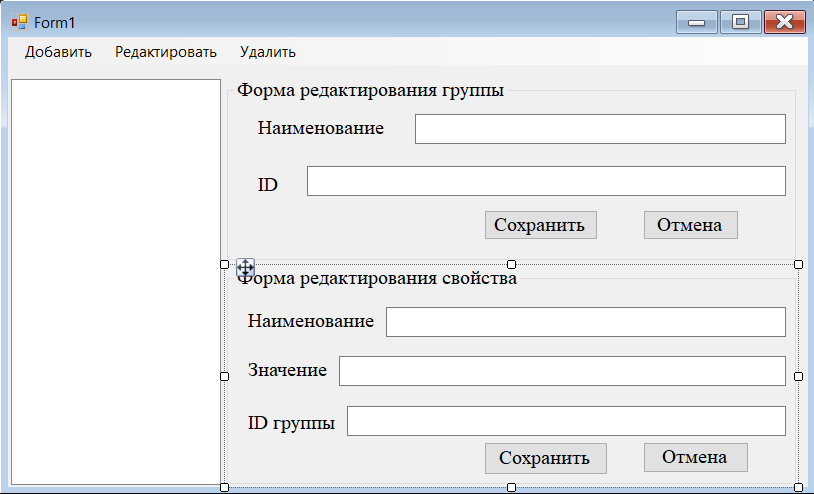 Form1
Добавить Редактировать Удалить
Форма редактирования группы
Наименование
ID
Сохранить Отмена
Форма редактирования свойства
Наименование
Значение
ID группы
Сохранить Отмена